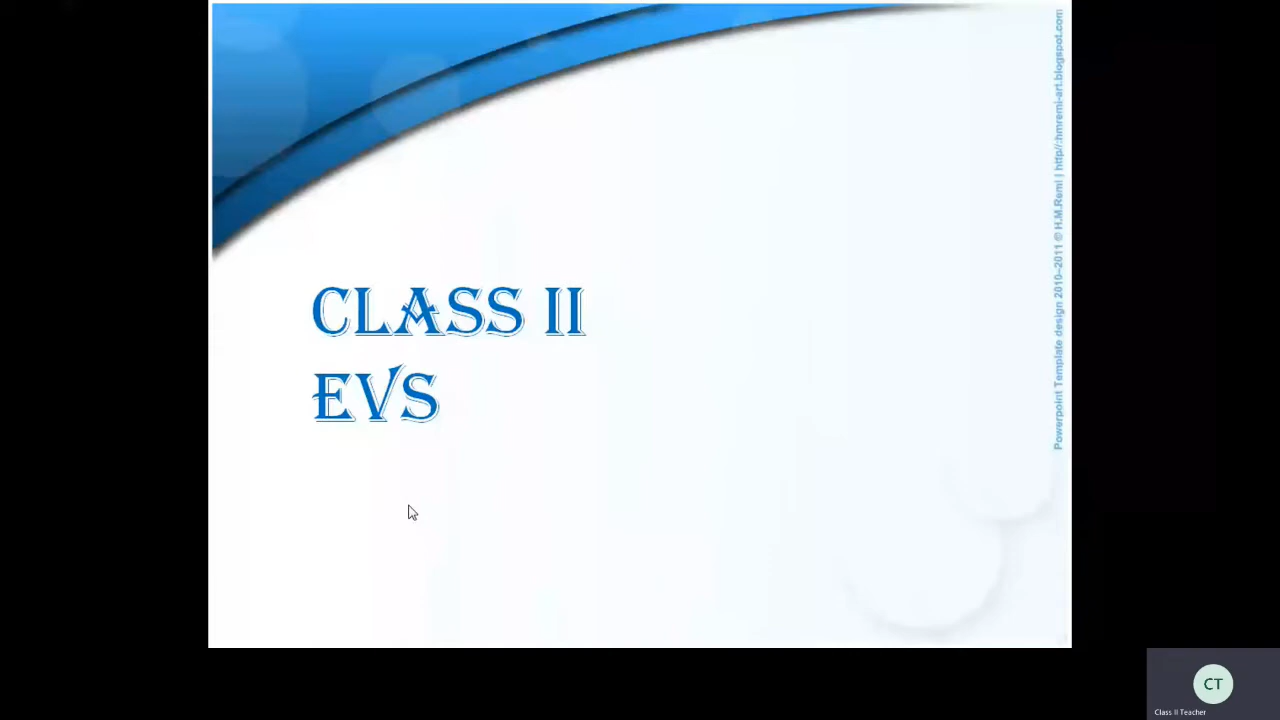 CLASS II
EVS
Powerpoint Template design 2010-2011 © H.M.Remi | http//:hmremi-art.blogspot.com
CT
Class II Teacher